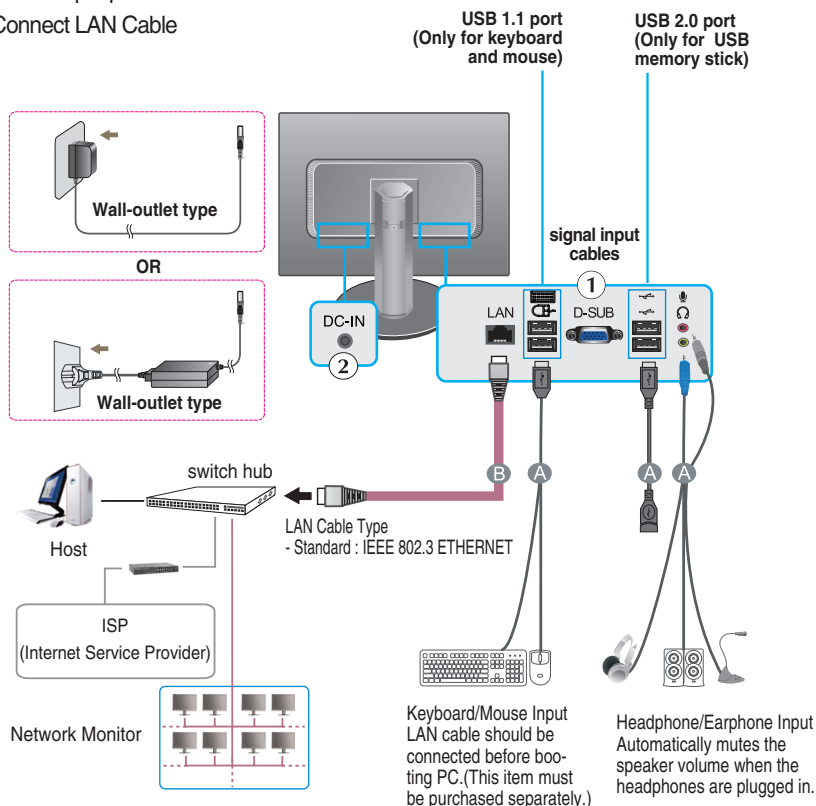 Connect LAN Cable
USB 1.1 port
(Only for keyboard
and mouse)
USB 2.0 port
(Only for USB
memory stick)
Wall-outlet type
OR
Wall-outlet type
DC-IN
2
signal input
cables
1
LAN
D-SUB
B
A
A
A
switch hub
Host
LAN Cable Type
- Standard : IEEE 802.3 ETHERNET
ISP
(Internet Service Provider)
Network Monitor
Keyboard/Mouse Input
LAN cable should be
connected before boo-
ting PC.(This item must
be purchased separately.)
Headphone/Earphone Input
Automatically mutes the
speaker volume when the
headphones are plugged in.